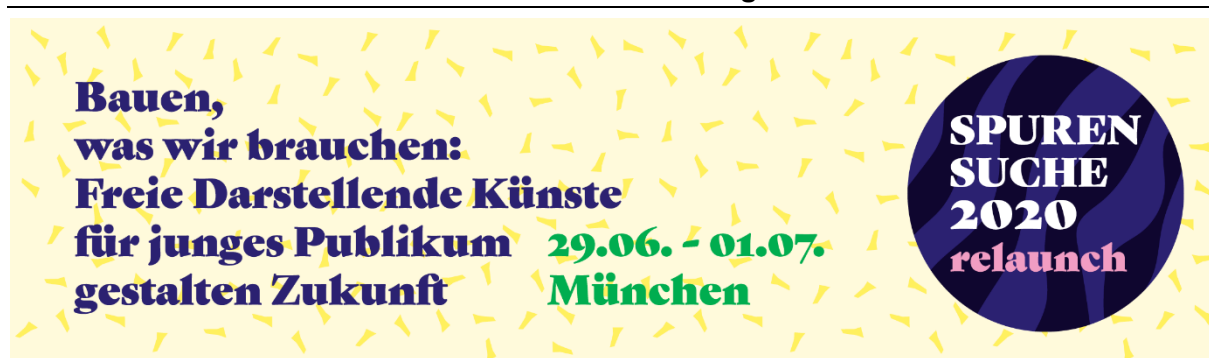 Bauen,
was wir brauchen:
Freie Darstellende Künste
für junges Publikum
gestalten Zukunft
29.06. - 01.07.
München
SPUREN
SUCHE
2020
relaunch